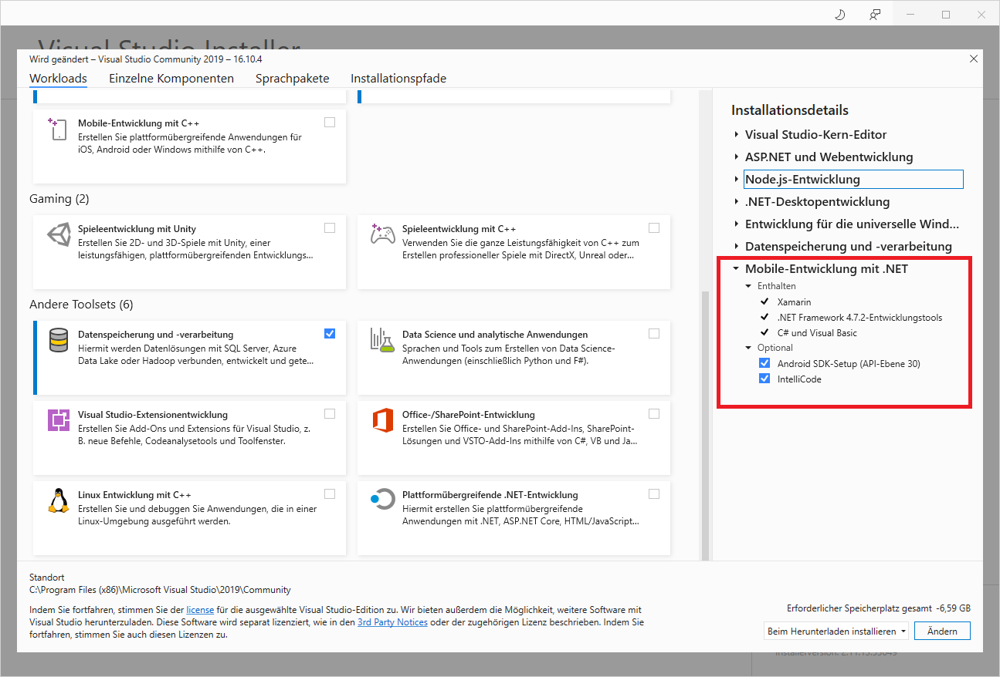 Visual Studio Installer
Wird geändert – Visual Studio Community 2019 – 16.10.4
Workloads
Einzelne Komponenten
Sprachpakete
Installationspfade
Mobile-Entwicklung mit C++
Erstellen Sie plattformübergreifende Anwendungen für
iOS, Android oder Windows mithilfe von C++.
Gaming (2)
Spieleentwicklung mit Unity
Erstellen Sie 2D- und 3D-Spiele mit Unity, einer
leistungsfähigen, plattformübergreifenden Entwicklungs...
Spieleentwicklung mit C++
Verwenden Sie die ganze Leistungsfähigkeit von C++ zum
Erstellen professioneller Spiele mit DirectX, Unreal oder...
Andere Toolsets (6)
Datenspeicherung und -verarbeitung
Hiermit werden Datenlösungen mit SQL Server, Azure
Data Lake oder Hadoop verbunden, entwickelt und gete...
Data Science und analytische Anwendungen
Sprachen und Tools zum Erstellen von Data Science-
Anwendungen (einschließlich Python und F#).
Visual Studio-Extensionentwicklung
Erstellen Sie Add-Ons und Extensions für Visual Studio, z.
B. neue Befehle, Codeanalysetools und Toolfenster.
Office-/SharePoint-Entwicklung
Erstellen Sie Office- und SharePoint-Add-Ins, SharePoint-
Lösungen und VSTO-Add-Ins mithilfe von C#, VB und Ja...
Linux Entwicklung mit C++
Erstellen Sie und debuggen Sie Anwendungen, die in einer
Linux-Umgebung ausgeführt werden.
Plattformübergreifende .NET-Entwicklung
Hiermit erstellen Sie plattformübergreifende
Anwendungen mit .NET, ASP.NET Core, HTML/JavaScript...
Installationsdetails
Visual Studio-Kern-Editor
ASP.NET und Webentwicklung
Node.js-Entwicklung
.NET-Desktopentwicklung
Entwicklung für die universelle Wind...
Datenspeicherung und -verarbeitung
Mobile-Entwicklung mit .NET
Enthalten
Xamarin
.NET Framework 4.7.2-Entwicklungstools
C# und Visual Basic
Optional
Android SDK-Setup (API-Ebene 30)
IntelliCode
Standort
C:\Program Files (x86)\Microsoft Visual Studio\2019\Community
Indem Sie fortfahren, stimmen Sie der license für die ausgewählte Visual Studio-Edition zu. Wir bieten außerdem die Möglichkeit, weitere Software mit
Visual Studio herunterzuladen. Diese Software wird separat lizenziert, wie in den 3rd Party Notices oder der zugehörigen Lizenz beschrieben. Indem Sie
fortfahren, stimmen Sie auch diesen Lizenzen zu.
Erforderlicher Speicherplatz gesamt -6,59 GB
Beim Herunterladen installieren
Ändern